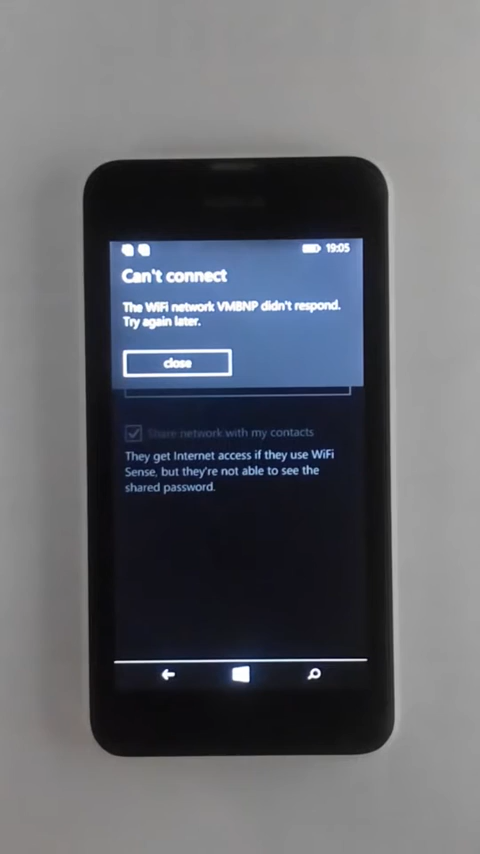 19:05
Can't connect
The WiFi network VMBNP didn't respond.
Try again later.
close
Share network with my contacts
They get Internet access if they use WiFi
Sense, but they're not able to see the
shared password.